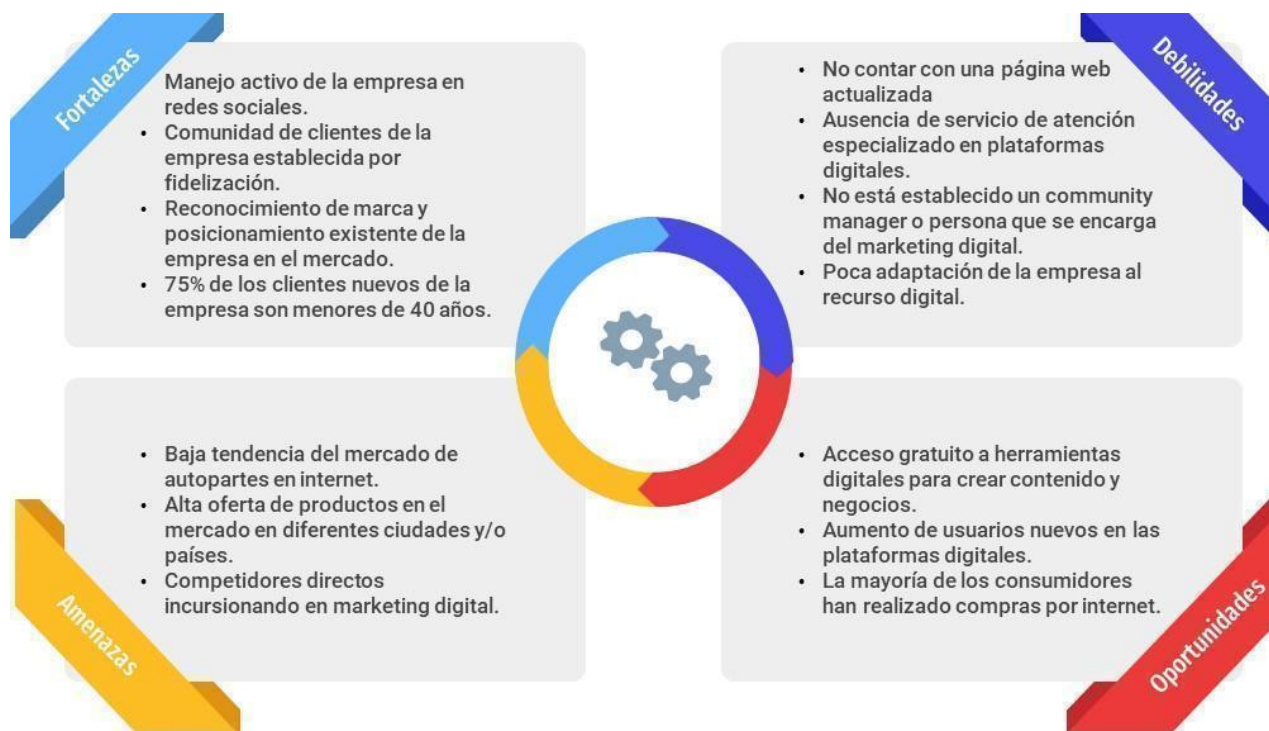 Fortalezas
Manejo activo de la empresa en
redes sociales.
• Comunidad de clientes de la
empresa establecida por
fidelización.
• Reconocimiento de marca y
posicionamiento existente de la
empresa en el mercado.
• 75% de los clientes nuevos de la
empresa son menores de 40 años.
Debilidades
• No contar con una página web
actualizada
• Ausencia de servicio de atención
especializado en plataformas
digitales.
• No está establecido un community
manager o persona que se encarga
del marketing digital.
• Poca adaptación de la empresa al
recurso digital.
Amenazas
• Baja tendencia del mercado de
autopartes en internet.
• Alta oferta de productos en el
mercado en diferentes ciudades y/o
países.
• Competidores directos
incursionando en marketing digital.
Oportunidades
• Acceso gratuito a herramientas
digitales para crear contenido y
negocios.
• Aumento de usuarios nuevos en las
plataformas digitales.
• La mayoría de los consumidores
han realizado compras por internet.